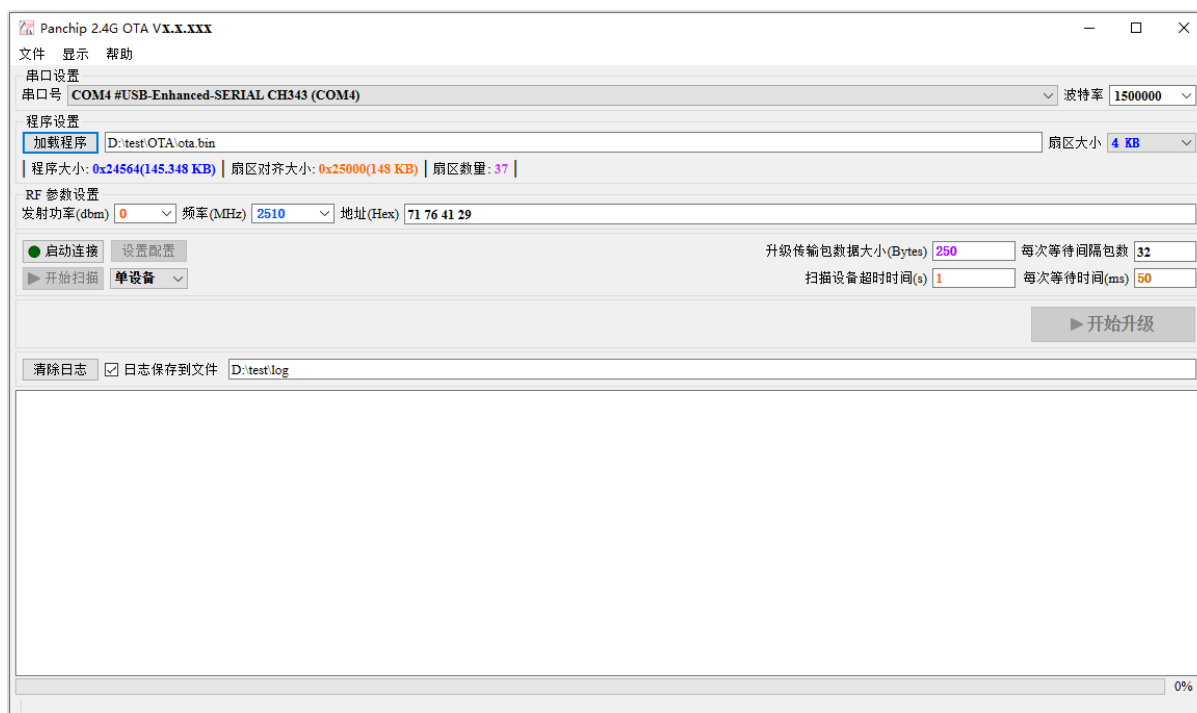 Panchip 2.4G OTA VX.X.XXX
文件 显示 帮助
串口设置
串口号 COM4 #USB-Enhanced-SERIAL CH343 (COM4) 波特率 1500000
程序设置
加载程序 D:\test\OTA\ota.bin 扇区大小 4 KB
程序大小: 0x24564(145.348 KB) 扇区对齐大小: 0x25000(148 KB) 扇区数量: 37
RF 参数设置
发射功率(dbm) 0 频率(MHz) 2510 地址(Hex) 71 76 41 29
启动连接 设置配置 升级传输包数据大小(Bytes) 250 每次等待间隔包数 32
开始扫描 单设备 扫描设备超时时间(s) 1 每次等待时间(ms) 50
开始升级
清除日志 日志保存到文件 D:\test\log
0%